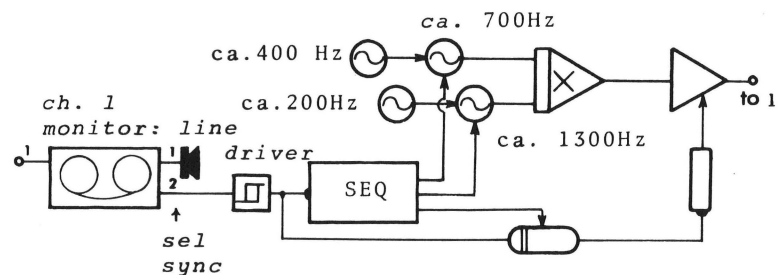 ca. 700Hz
ca.400 Hz
ca.200Hz
ca. 1300Hz
to 1
ch. 1
monitor: line
driver
1
1
2
SEQ
sel
sync